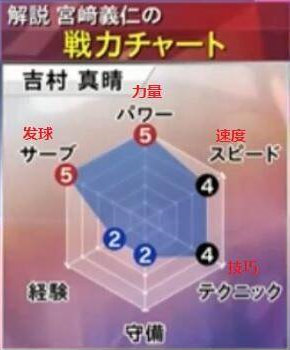 解説 宮﨑義仁の
戦力チャート
吉村 真晴
力量
パワー
5
发球
サーブ
5
速度
スピード
4
2
2
4
技巧
テクニック
経験
守備